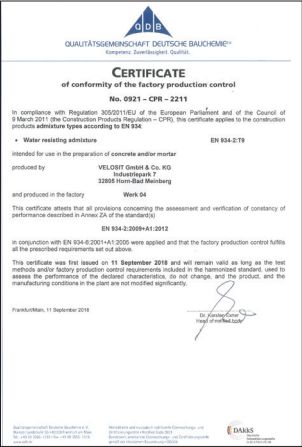 QDB
QUALITÄTSGEMEINSCHAFT DEUTSCHE BAUCHEMIE e.V.
Kompetenz. Zuverlässigkeit. Qualität.
CERTIFICATE
of conformity of the factory production control
No. 0921 – CPR – 2211
In compliance with Regulation 305/2011/EU of the European Parliament and of the Council of
9 March 2011 (the Construction Products Regulation – CPR), this certificate applies to the construction
products admixture types according to EN 934:
• Water resisting admixture EN 934-2:T9
intended for use in the preparation of concrete and/or mortar
produced by VELOSIT GmbH & Co. KG
Industriepark 7
32805 Horn-Bad Meinberg
and produced in the factory Werk 04
This certificate attests that all provisions concerning the assessment and verification of constancy of
performance described in Annex ZA of the standard(s)
EN 934-2:2009+A1:2012
in conjunction with EN 934-6:2001+A1:2005 were applied and that the factory production control fulfills
all the prescribed requirements set out above.
This certificate was first issued on 11 September 2018 and will remain valid as long as the test
methods and/or factory production control requirements included in the harmonized standard, used to
assess the performance of the declared characteristics, do not change, and the product, and the
manufacturing conditions in the plant are not modified significantly.
Frankfurt/Main, 11 September 2018
Head of notified body
DAkkS